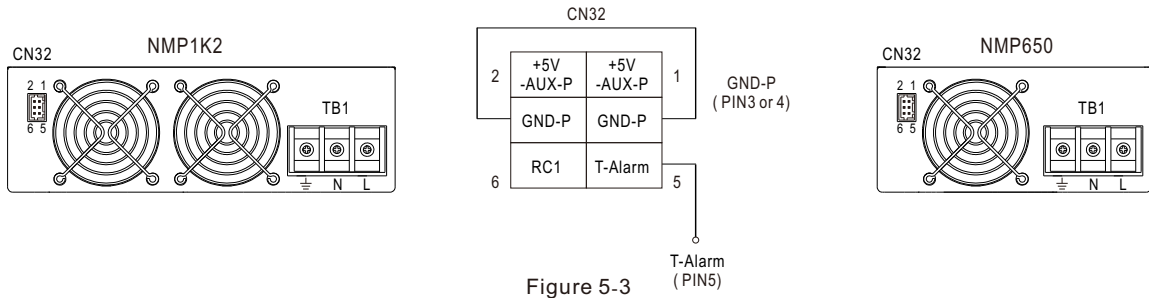 NMP1K2
CN32
2 1
6 5
TB1
N L
CN32
2
+5V
-AUX-P
+5V
-AUX-P
1
GND-P
GND-P
6
RC1
T-Alarm
5
GND-P
( PIN3 or 4)
T-Alarm
( PIN5)
Figure 5-3
CN32
NMP650
2 1
6 5
TB1
N L